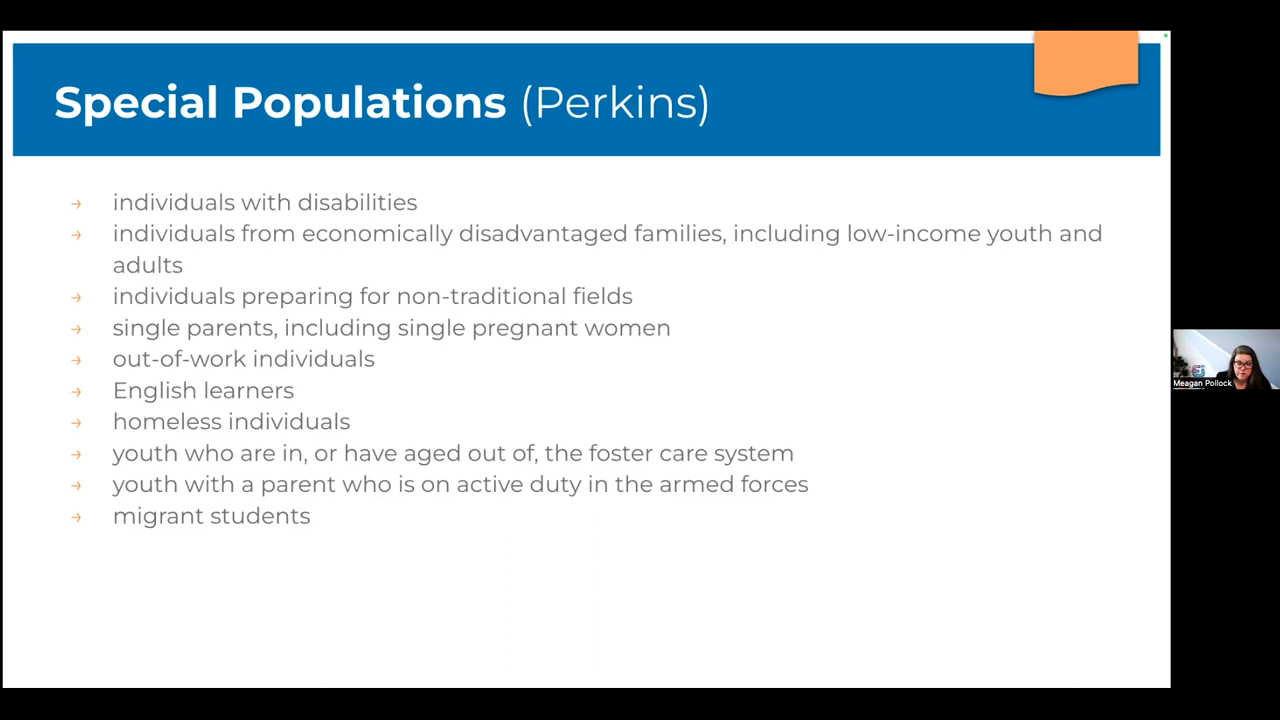 Special Populations (Perkins)
→ individuals with disabilities
→ individuals from economically disadvantaged families, including low-income youth and
adults
→ individuals preparing for non-traditional fields
→ single parents, including single pregnant women
→ out-of-work individuals
→ English learners
→ homeless individuals
→ youth who are in, or have aged out of, the foster care system
→ youth with a parent who is on active duty in the armed forces
→ migrant students
Meagan Pollock